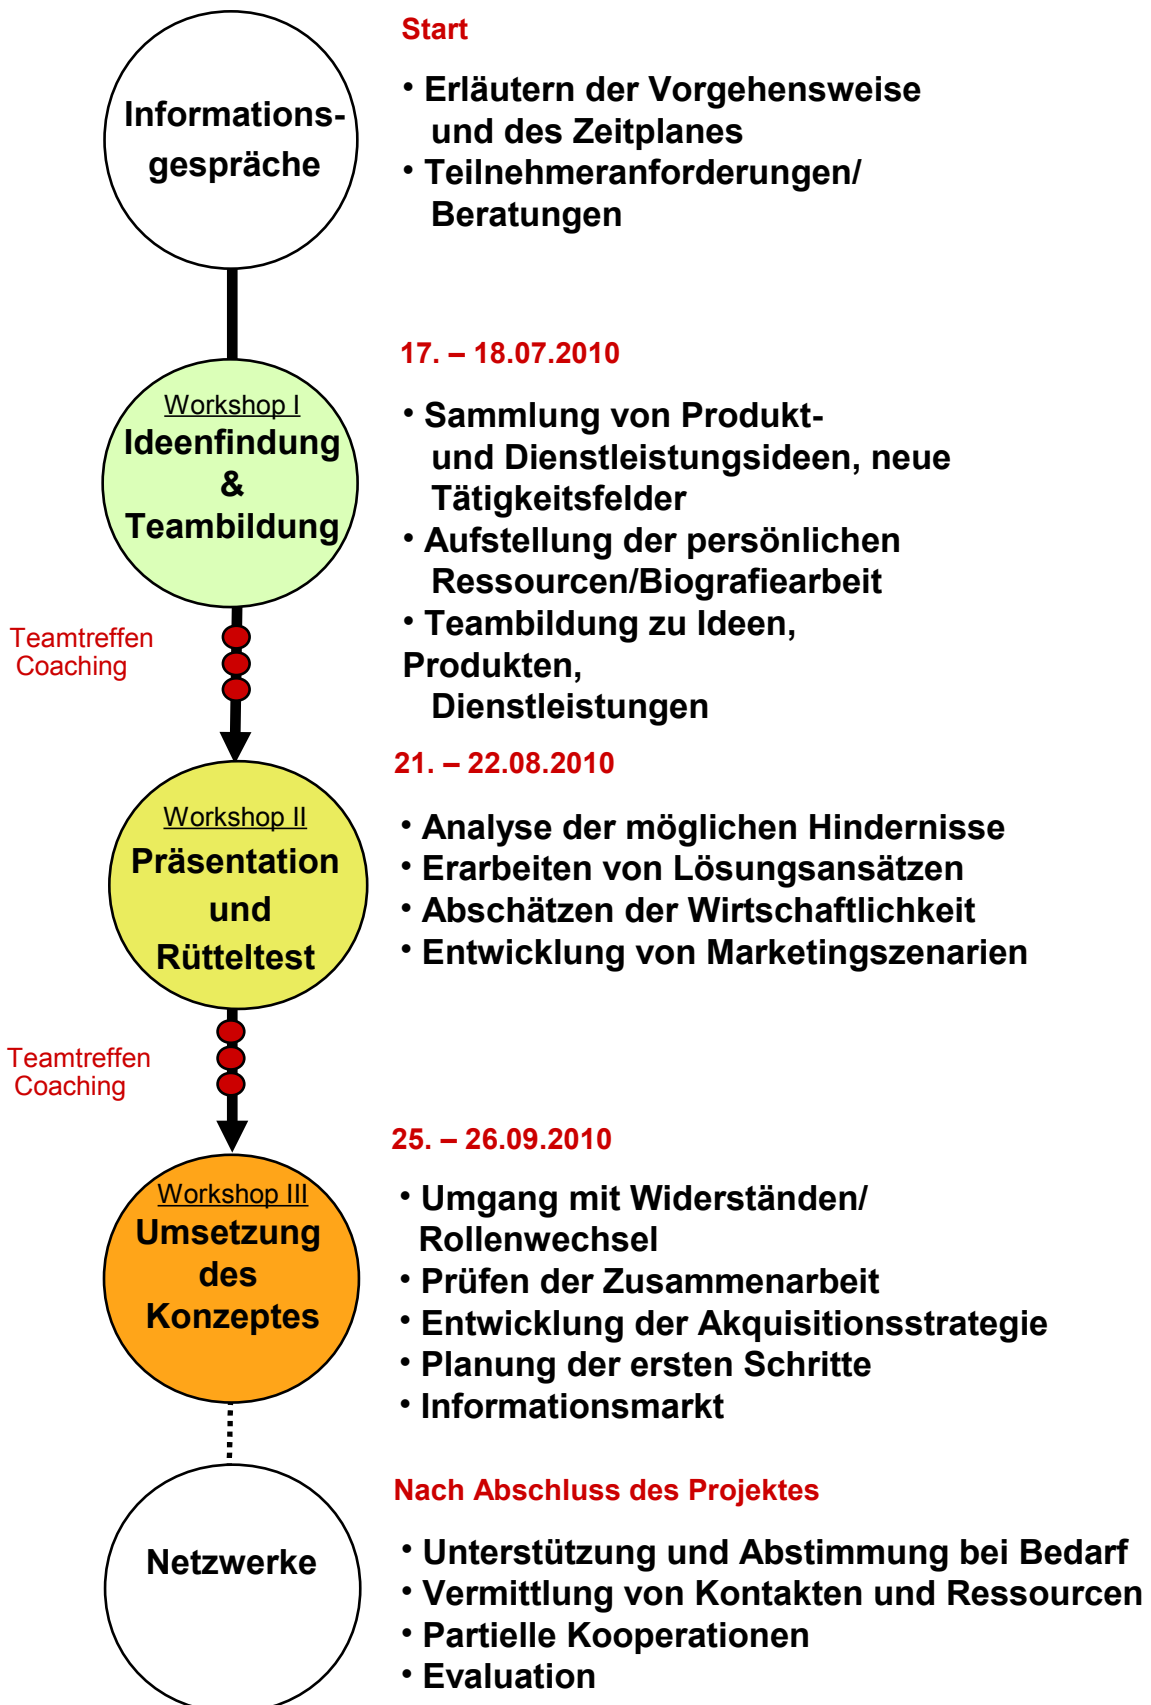 Start
Informations-
gespräche
• Erläutern der Vorgehensweise
und des Zeitplanes
• Teilnehmeranforderungen/
Beratungen
17. – 18.07.2010
Workshop I
Ideenfindung
&
Teambildung
• Sammlung von Produkt-
und Dienstleistungsideen, neue
Tätigkeitsfelder
• Aufstellung der persönlichen
Ressourcen/Biografiearbeit
• Teambildung zu Ideen,
Produkten,
Dienstleistungen
Teamtreffen
Coaching
21. – 22.08.2010
Workshop II
Präsentation
und
Rütteltest
• Analyse der möglichen Hindernisse
• Erarbeiten von Lösungsansätzen
• Abschätzen der Wirtschaftlichkeit
• Entwicklung von Marketingszenarien
Teamtreffen
Coaching
25. – 26.09.2010
Workshop III
Umsetzung
des
Konzeptes
• Umgang mit Widerständen/
Rollenwechsel
• Prüfen der Zusammenarbeit
• Entwicklung der Akquisitionsstrategie
• Planung der ersten Schritte
• Informationsmarkt
Nach Abschluss des Projektes
Netzwerke
• Unterstützung und Abstimmung bei Bedarf
• Vermittlung von Kontakten und Ressourcen
• Partielle Kooperationen
• Evaluation